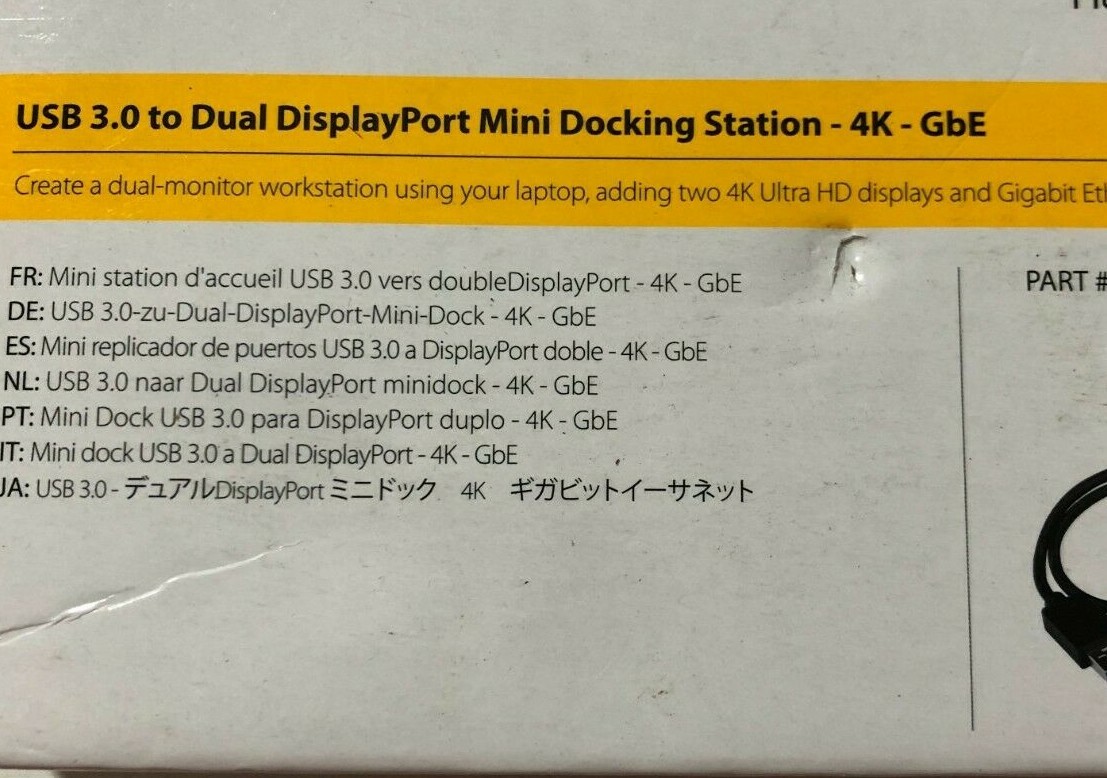 USB 3.0 to Dual DisplayPort Mini Docking Station - 4K - GbE
Create a dual-monitor workstation using your laptop, adding two 4K Ultra HD displays and Gigabit
FR: Mini station d'accueil USB 3.0 vers doubleDisplayPort - 4K - GbE
DE: USB 3.0-zu-Dual-DisplayPort-Mini-Dock - 4K - GbE
ES: Mini replicador de puertos USB 3.0 a DisplayPort doble - 4K - GbE
NL: USB 3.0 naar Dual DisplayPort minidock - 4K - GbE
PT: Mini Dock USB 3.0 para DisplayPort duplo - 4K - GbE
IT: Mini dock USB 3.0 a Dual DisplayPort - 4K - GbE
JA: USB 3.0 - デュアルDisplayPort ミニドック　4K　ギガビットイーサネット
PART #